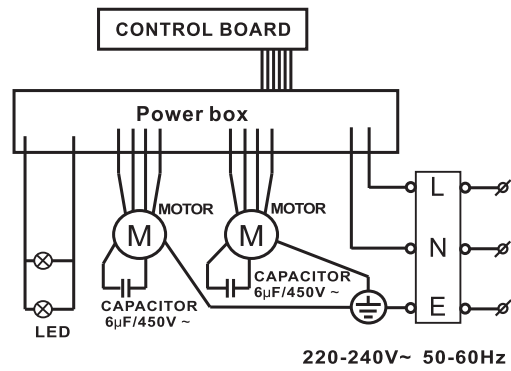 CONTROL BOARD
Power box
MOTOR
MOTOR
M
M
L
N
E
CAPACITOR
6μF/450V ~
CAPACITOR
6μF/450V ~
LED
220-240V~ 50-60Hz